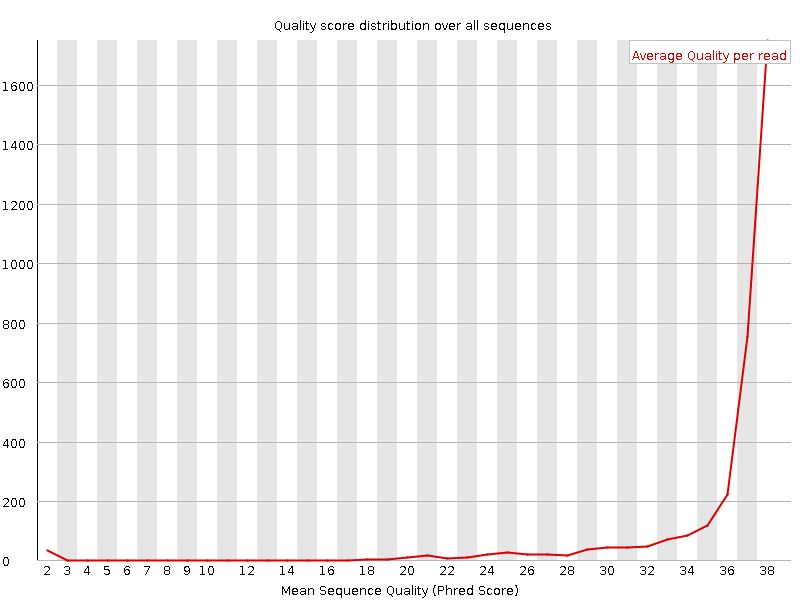 Quality score distribution over all sequences
Average Quality per read
1600
1400
1200
1000
800
600
400
200
0
2 3 4 5 6 7 8 9 10 12 14 16 18 20 22 24 26 28 30 32 34 36 38
Mean Sequence Quality (Phred Score)